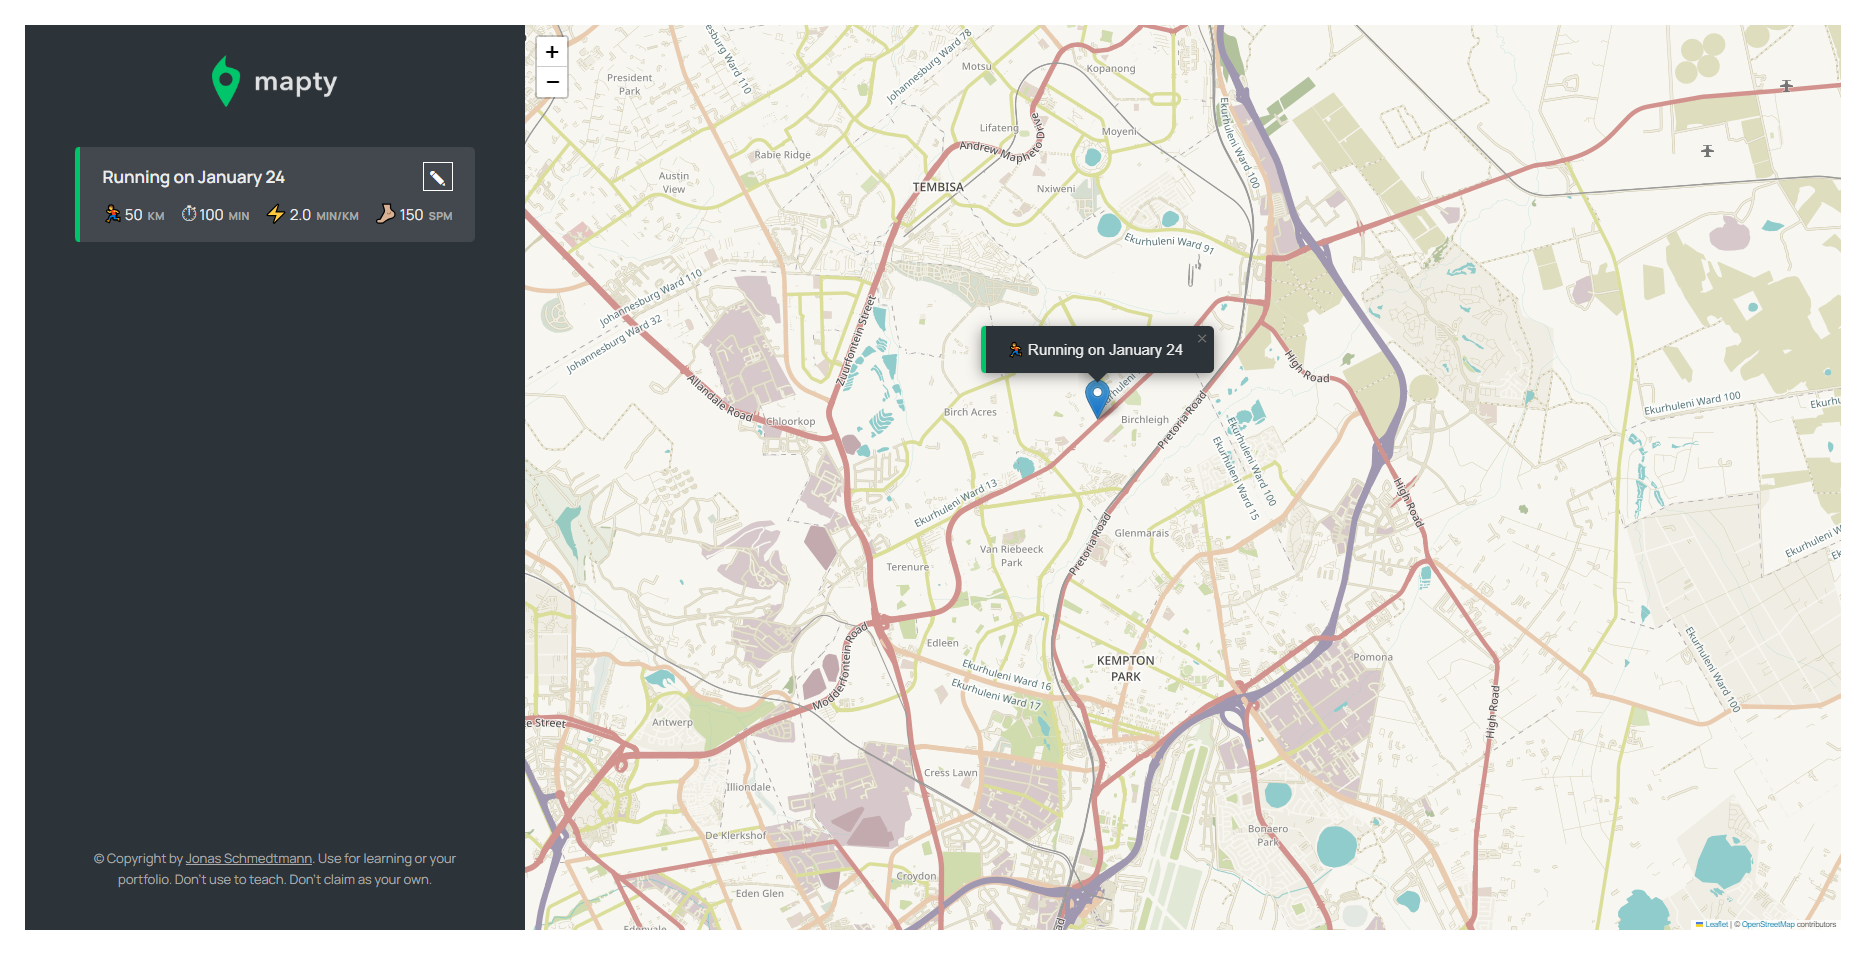 mapty
Running on January 24
50 KM 100 MIN 2.0 MIN/KM 150 SPM
© Copyright by Jonas Schmedtmann. Use for learning or your
portfolio. Don't use to teach. Don't claim as your own.
+
−
Johannesburg Ward 78
Motsu
Kopanong
President
Park
Ward 110
Lifateng
Moyeni
Andrew Mapheto Drive
Ekurhuleni Ward 100
Rabie Ridge
Austin
View
TEMBISA
Nxiweni
Ekurhuleni Ward 91
Johannesburg Ward 110
Johannesburg Ward 32
Zuurfontein Street
×
Running on January 24
High Road
Allandale Road
Chloorkop
Birch Acres
Birchleigh
Pretoria Road
Ekurhuleni Ward 100
Ekurhuleni Ward 100
Ekurhuleni Ward 15
Ekurhuleni Ward 13
High Road
Pretoria Road
Glenmarais
Van Riebeeck
Park
Terenure
Edleen
Modderfontein Road
KEMPTON
PARK
Pomona
Ekurhuleni Ward 16
Ekurhuleni Ward 17
Ekurhuleni Ward 100
High Road
e Street
Antwerp
Cress Lawn
Illiondale
De Klerkshof
Bonaero
Park
Croydon
Eden Glen
Leaflet | © OpenStreetMap contributors